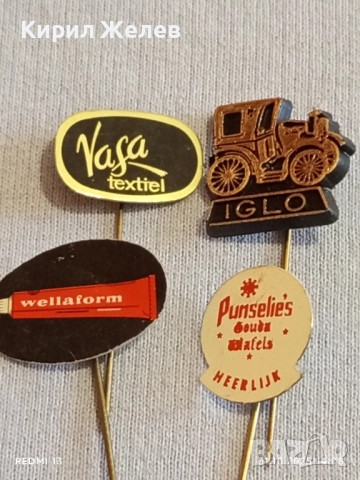 Кирил Желев
Vasa
textiel
IGLO
wellaform
Punselie's
Gouda
Wafels
HEERLIJK
REDMI 13